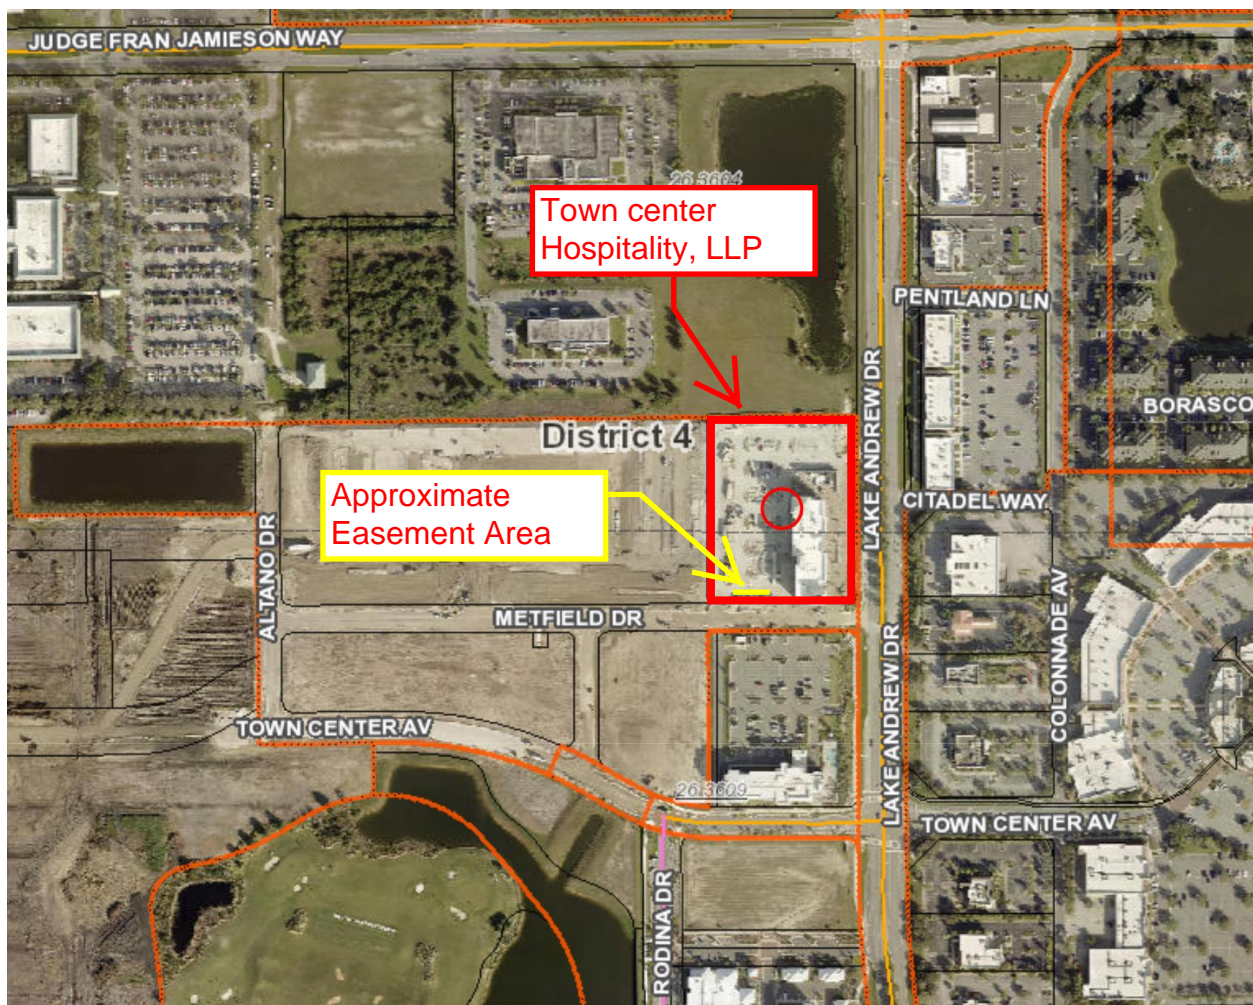 JUDGE FRAN JAMIESON WAY
26 3604
Town center
Hospitality, LLP
PENTLAND LN
LAKE ANDREW DR
BORASCO
District 4
Approximate
Easement Area
CITADEL WAY
ALTANO DR
METFIELD DR
COLONNADE AV
LAKE ANDREW DR
TOWN CENTER AV
26 3609
TOWN CENTER AV
RODINA DR